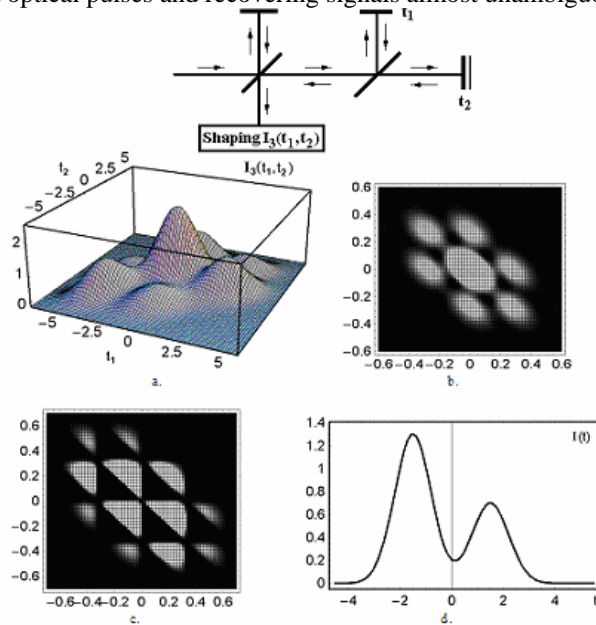 optical pulses and recovering signals almost unambigue
t₁
t₂
Shaping I₃(t₁,t₂)
I₃(t₁,t₂)
t₂
-5 -2.5 0 2.5 5
2
1
0
-5 -2.5 0 2.5 5
t₁
a.
0.6
0.4
0.2
0
-0.2
-0.4
-0.6
-0.6 -0.4 -0.2 0 0.2 0.4 0.6
b.
0.6
0.4
0.2
0
-0.2
-0.4
-0.6
-0.6-0.4-0.2 0 0.2 0.4 0.6
c.
1.4
1.2
1
0.8
0.6
0.4
0.2
0
I(t)
-4 -2 0 2 4
d.